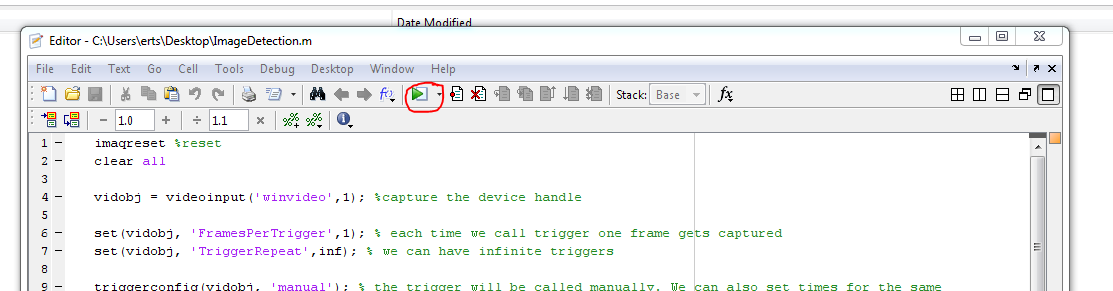 Date Modified
Editor - C:\Users\erts\Desktop\ImageDetection.m
File Edit Text Go Cell Tools Debug Desktop Window Help
Stack: Base fx
- 1.0 + ÷ 1.1 ×
1 - imaqreset %reset
2 - clear all
3
4 - vidobj = videoinput('winvideo',1); %capture the device handle
5
6 - set(vidobj, 'FramesPerTrigger',1); % each time we call trigger one frame gets captured
7 - set(vidobj, 'TriggerRepeat',inf); % we can have infinite triggers
8
9 - triggerconfig(vidobj, 'manual'); % the trigger will be called manually. We can also set times for the same